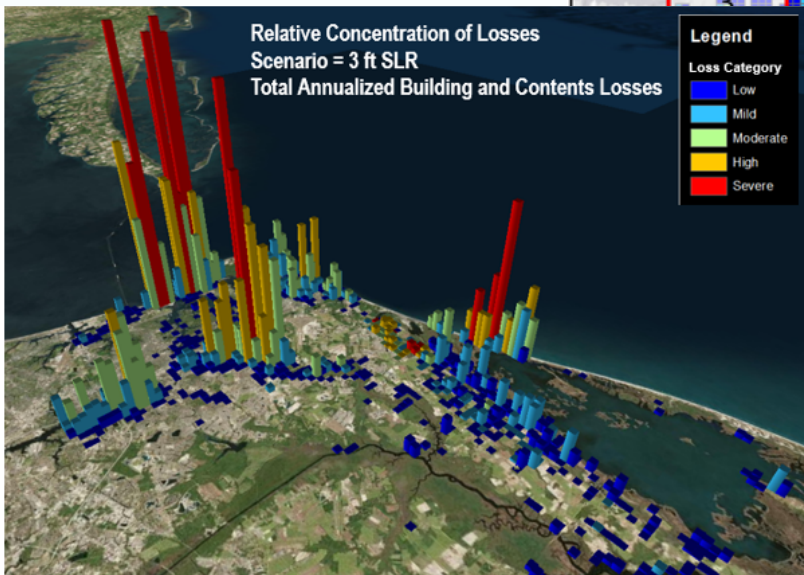 Relative Concentration of Losses
Scenario = 3 ft SLR
Total Annualized Building and Contents Losses
Legend
Loss Category
Low
Mild
Moderate
High
Severe